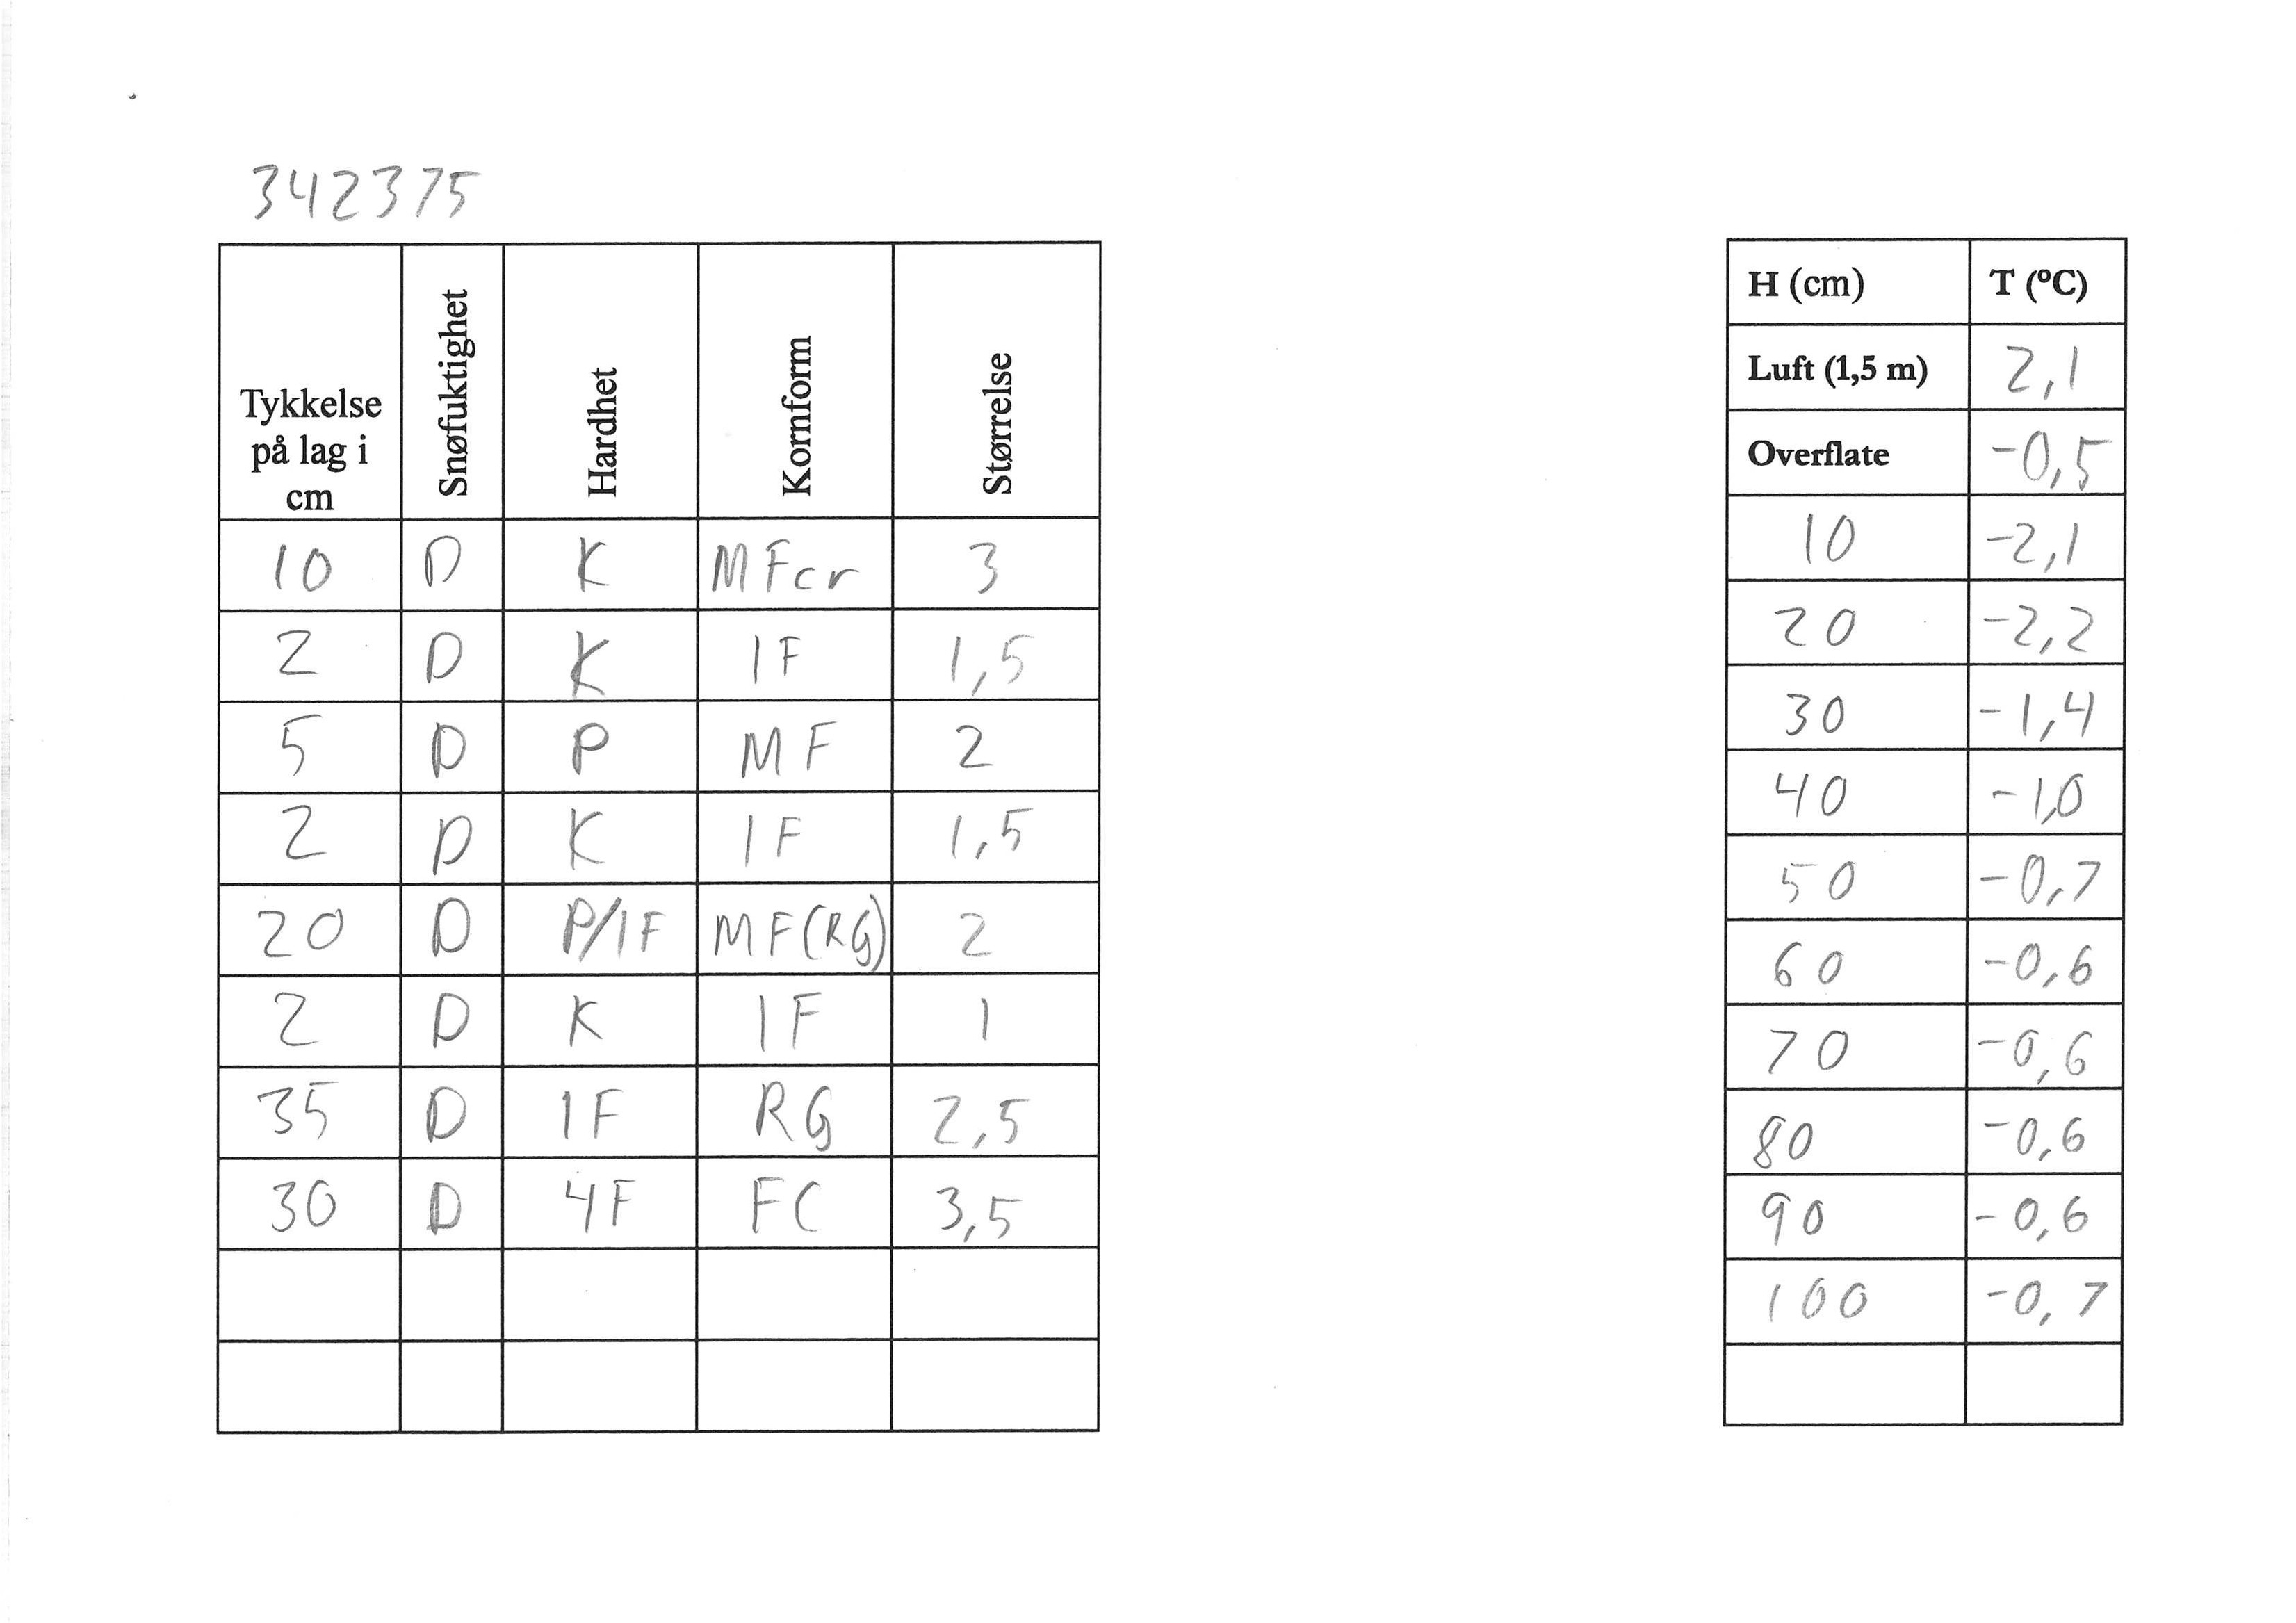 342375
Tykkelse på lag i cm Snøfuktighet Hardhet Kornform Størrelse
10 D K MFcr 3
2 D K IF 1,5
5 D P MF 2
2 D K IF 1,5
20 D P/1F MF(RG) 2
2 D K IF 1
35 D 1F RG 2,5
30 D 4F FC 3,5
H (cm) T (ºC)
Luft (1,5 m) 2,1
Overflate -0,5
10 -2,1
20 -2,2
30 -1,4
40 -1,0
50 -0,7
60 -0,6
70 -0,6
80 -0,6
90 -0,6
100 -0,7